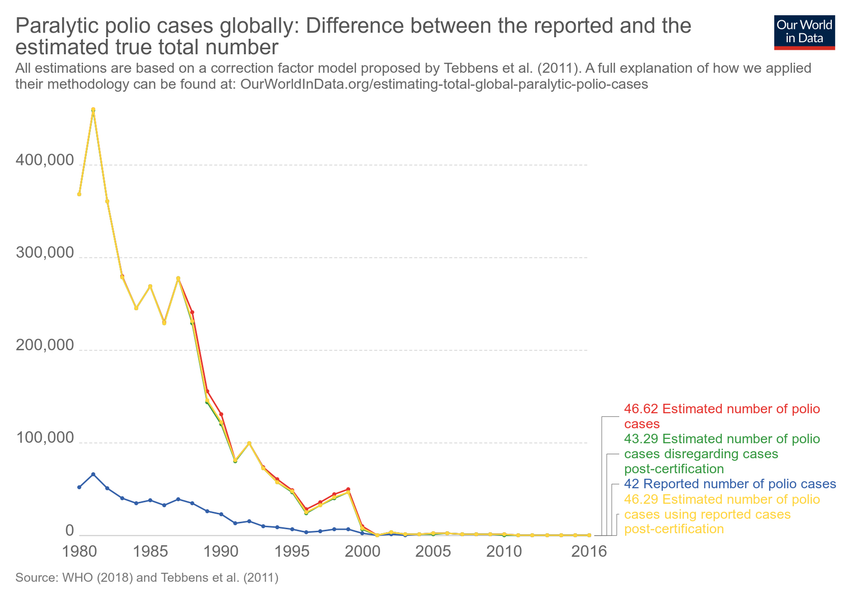 Paralytic polio cases globally: Difference between the reported and the
estimated true total number
Our World
in Data
All estimations are based on a correction factor model proposed by Tebbens et al. (2011). A full explanation of how we applied
their methodology can be found at: OurWorldInData.org/estimating-total-global-paralytic-polio-cases
400,000
300,000
200,000
100,000
0
1980
1985
1990
1995
2000
2005
2010
2016
46.62 Estimated number of polio
cases
43.29 Estimated number of polio
cases disregarding cases
post-certification
42 Reported number of polio cases
46.29 Estimated number of polio
cases using reported cases
post-certification
Source: WHO (2018) and Tebbens et al. (2011)